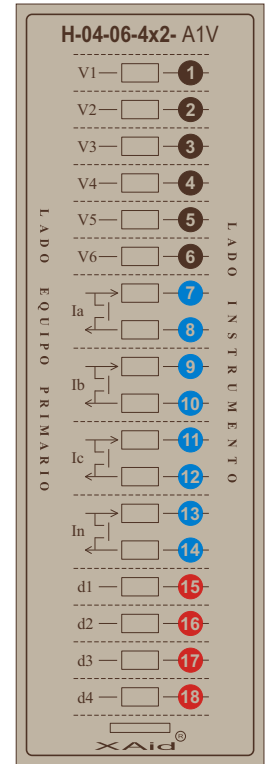 H-04-06-4x2- A1V
V1 1
V2 2
V3 3
V4 4
V5 5
V6 6
Ia 7
8
Ib 9
10
Ic 11
12
In 13
14
d1 15
d2 16
d3 17
d4 18
LADO EQUIPO PRIMARIO
LADO INSTRUMENTO
XAid®